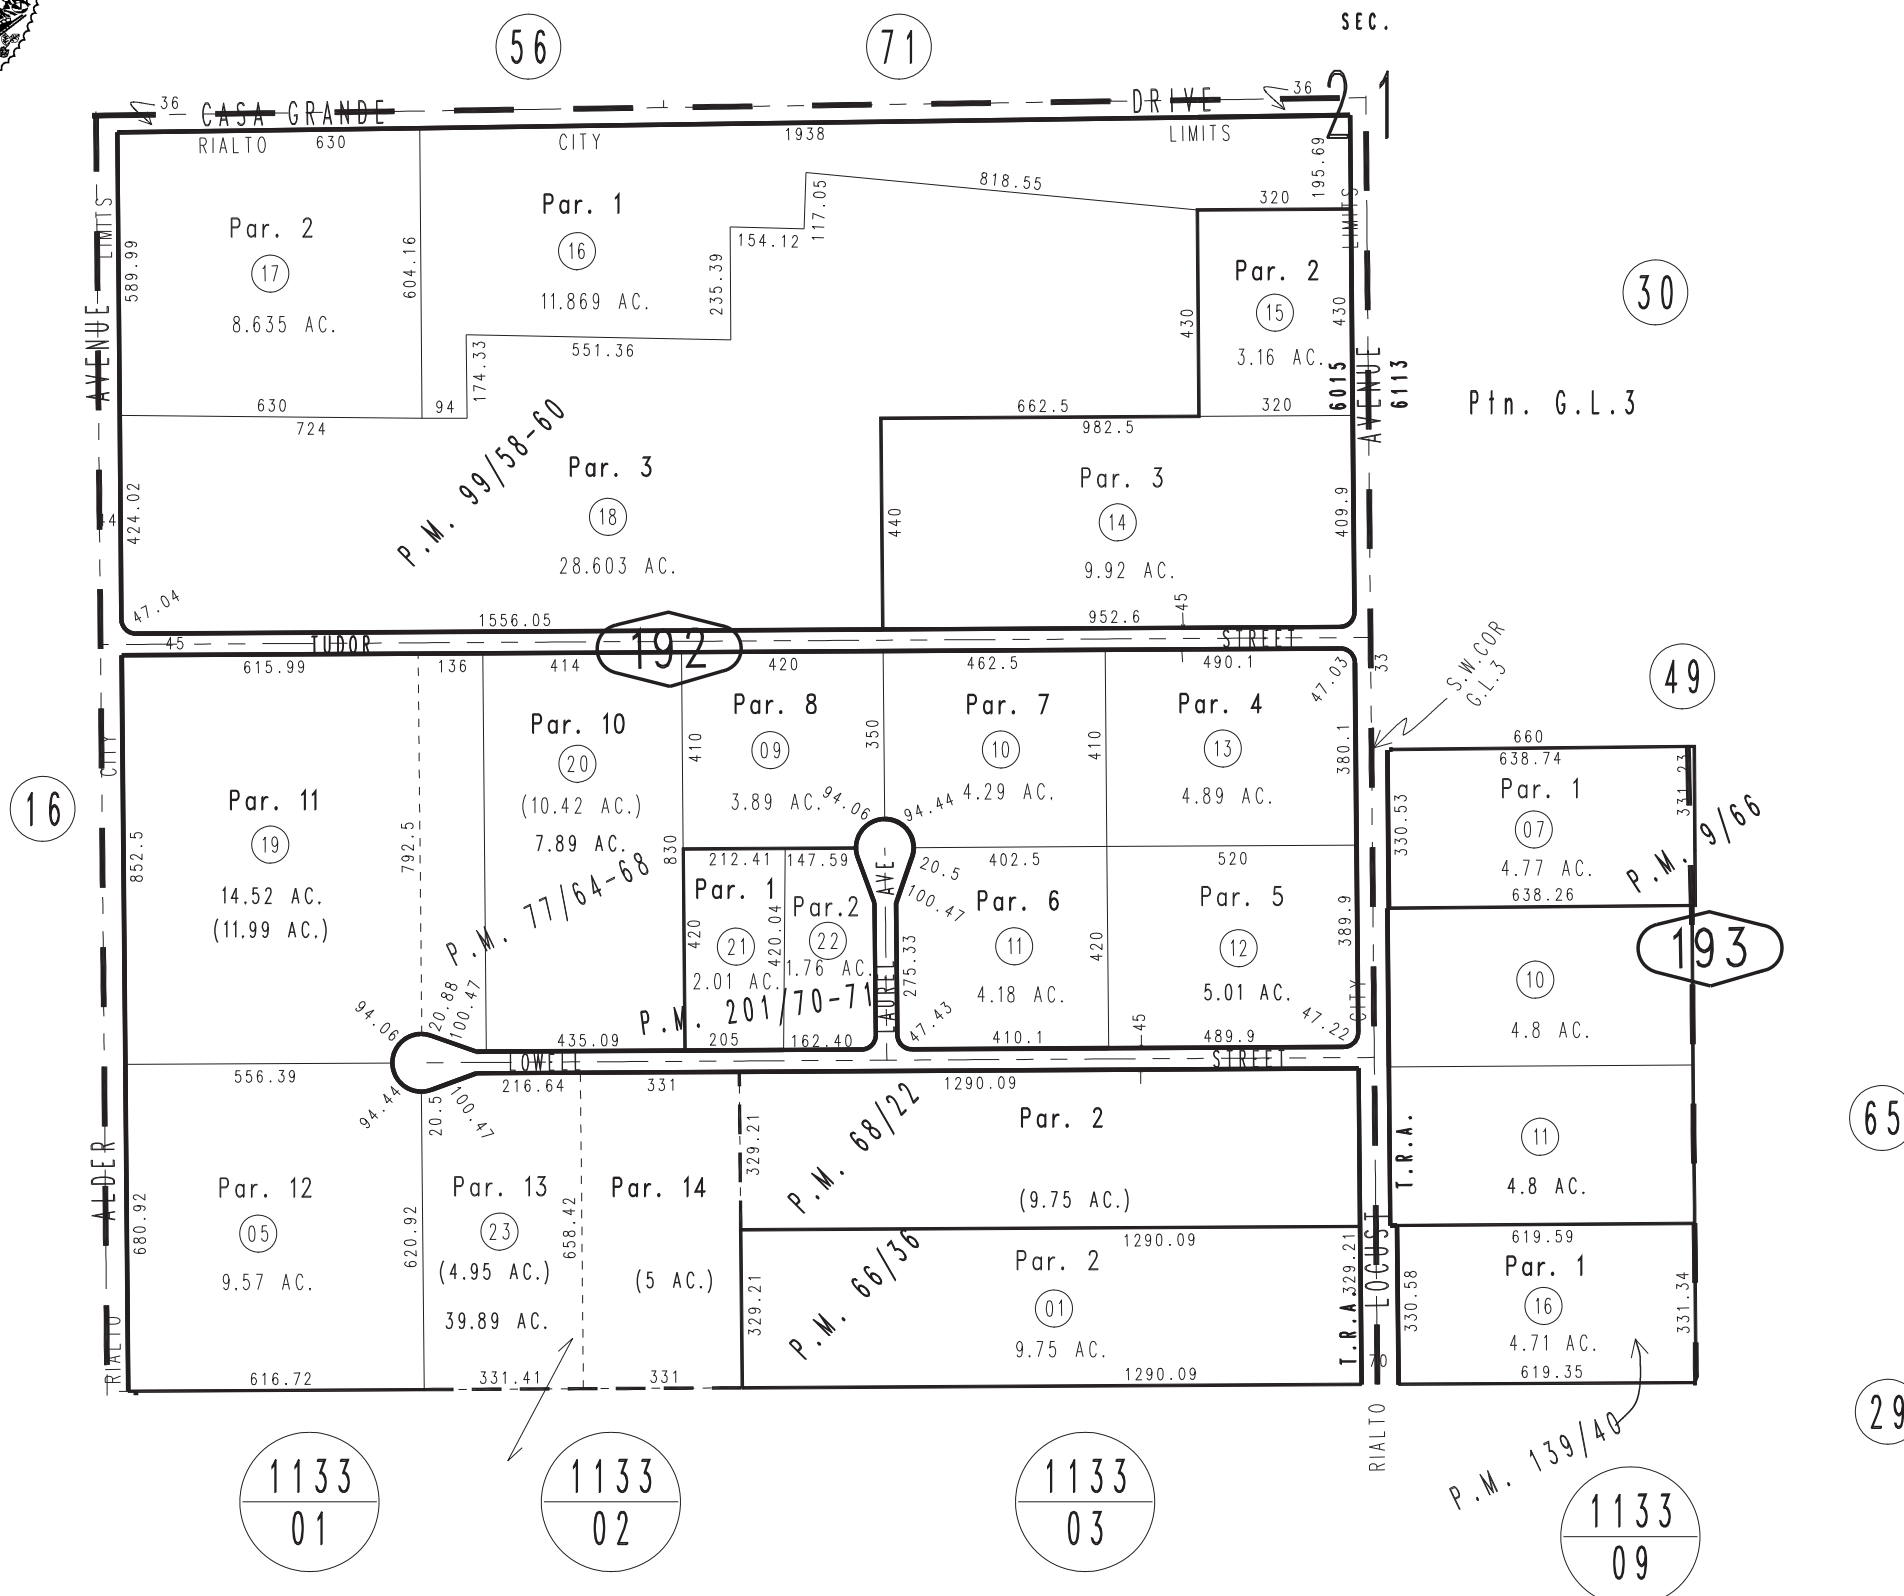 SEC.
21
56
71
36
CASA GRANDE
DRIVE
36
RIALTO
630
CITY
1938
LIMITS
195.69
LIMITS
589.99
Par. 2
17
8.635 AC.
604.16
Par. 1
16
11.869 AC.
235.39
154.12
117.05
818.55
320
LIMITS
Par. 2
15
3.16 AC.
430
430
30
AVENUE
630
724
94
174.33
551.36
662.5
982.5
320
6015
AVENUE
6113
Ptn. G.L.3
P.M. 99/58-60
Par. 3
18
28.603 AC.
440
Par. 3
14
9.92 AC.
409.9
44
424.02
47.04
1556.05
952.6
45
45
TUDOR
192
STREET
S.W.COR
G.L.3
33
49
615.99
136
414
420
462.5
490.1
47.03
Par. 11
19
14.52 AC.
(11.99 AC.)
852.5
792.5
CITY
16
Par. 10
20
(10.42 AC.)
7.89 AC.
830
410
Par. 8
09
3.89 AC.
350
94.06
94.44
Par. 7
10
4.29 AC.
410
Par. 4
13
4.89 AC.
380.1
660
638.74
Par. 1
07
4.77 AC.
330.53
331.23
638.26
P.M. 9/66
P.M. 77/64-68
212.41
147.59
Par. 1
21
2.01 AC.
420
420.04
Par.2
22
1.76 AC.
P.M. 201/70-71
LAUREL AVE
20.5
100.47
275.33
47.43
402.5
Par. 6
11
4.18 AC.
420
520
Par. 5
12
5.01 AC.
389.9
47.22
CITY
193
10
4.8 AC.
94.06
20.88
100.47
435.09
205
162.40
410.1
45
489.9
LOWELL
STREET
556.39
94.44
20.5
100.47
216.64
331
1290.09
ALDER
680.92
Par. 12
05
9.57 AC.
620.92
Par. 13
23
(4.95 AC.)
39.89 AC.
658.42
Par. 14
(5 AC.)
329.21
P.M. 68/22
Par. 2
(9.75 AC.)
1290.09
329.21
P.M. 66/36
Par. 2
01
9.75 AC.
329.21
T.R.A.
LOCUST
T.R.A.
11
4.8 AC.
65
619.59
Par. 1
16
4.71 AC.
330.58
331.34
619.35
70
RIALTO
616.72
331.41
331
1290.09
RIALTO
P.M. 139/40
29
1133
01
1133
02
1133
03
1133
09